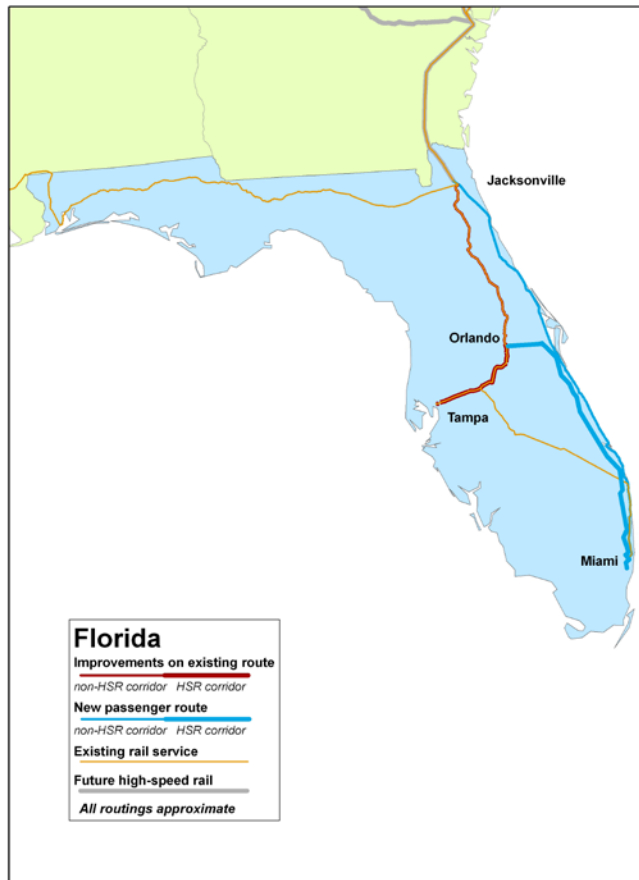 Jacksonville
Orlando
Tampa
Miami
Florida
Improvements on existing route
non-HSR corridor HSR corridor
New passenger route
non-HSR corridor HSR corridor
Existing rail service
Future high-speed rail
All routings approximate